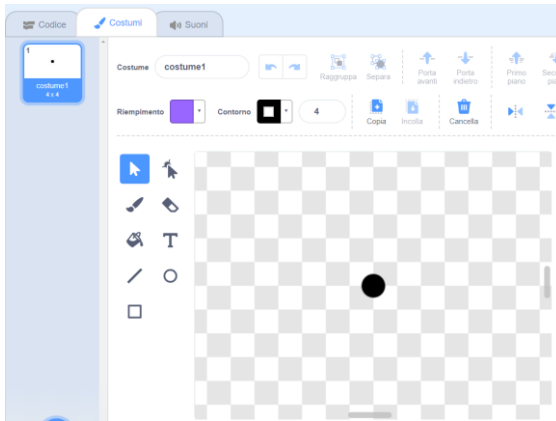 Codice
Costumi
Suoni
1
costume1
4 x 4
Costume
costume1
Raggruppa
Separa
Porta
avanti
Porta
indietro
Primo
piano
Riempimento
Contorno
4
Copia
Incolla
Cancella
T